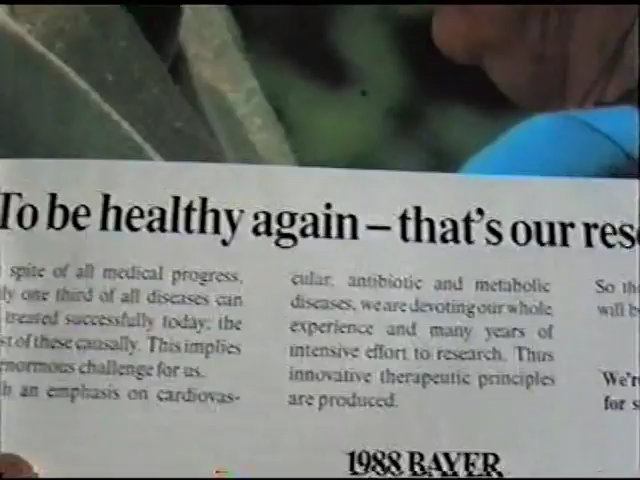 To be healthy again – that's our res
spite of all medical progress,
ly one third of all diseases can
treated successfully today; the
st of these causally. This implies
normous challenge for us.
h an emphasis on cardiovas-
cular, antibiotic and metabolic
diseases, we are devoting our whole
experience and many years of
intensive effort to research. Thus
innovative therapeutic principles
are produced.
So th
will b
We'r
for s
1988 BAYER